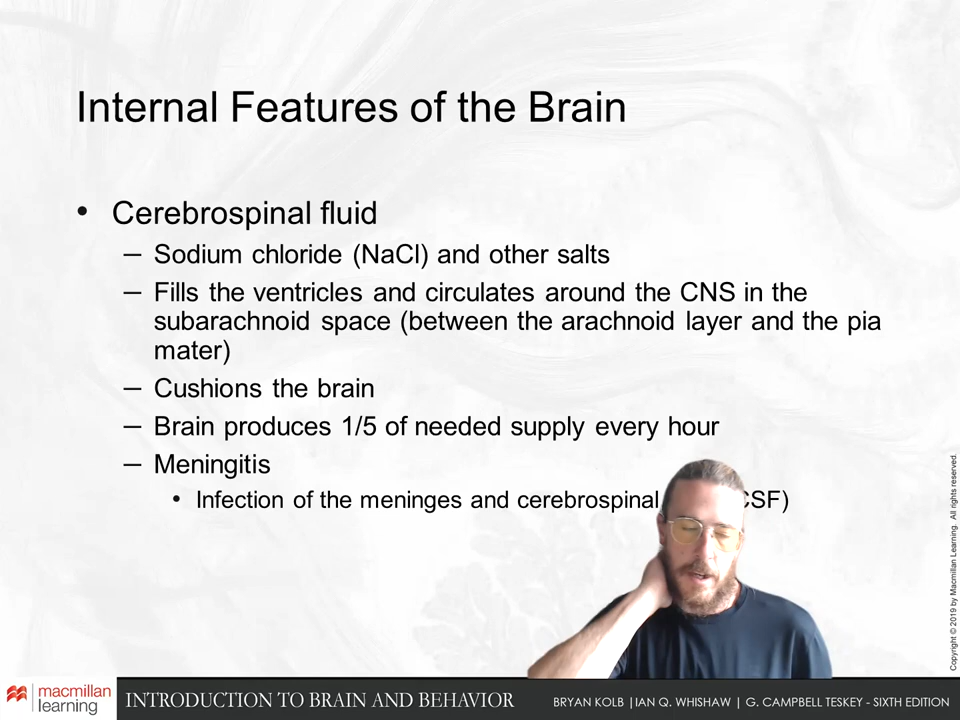 Internal Features of the Brain
• Cerebrospinal fluid
– Sodium chloride (NaCl) and other salts
– Fills the ventricles and circulates around the CNS in the
subarachnoid space (between the arachnoid layer and the pia
mater)
– Cushions the brain
– Brain produces 1/5 of needed supply every hour
– Meningitis
• Infection of the meninges and cerebrospinal CSF)
Copyright © 2019 by Macmillan Learning. All rights reserved.
macmillan
learning
INTRODUCTION TO BRAIN AND BEHAVIOR
BRYAN KOLB | IAN Q. WHISHAW | G. CAMPBELL TESKEY - SIXTH EDITION